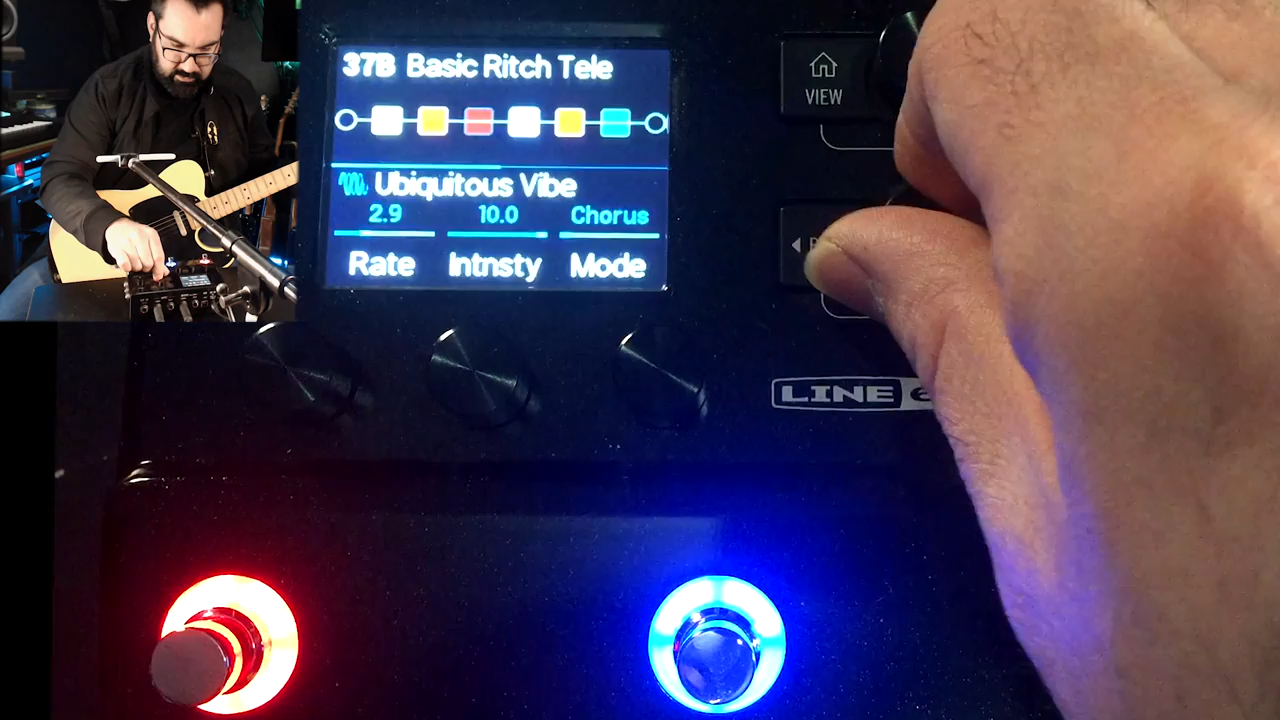 37B Basic Ritch Tele
Ubiquitous Vibe
2.9 10.0 Chorus
Rate Intnsty Mode
VIEW
LINE 6